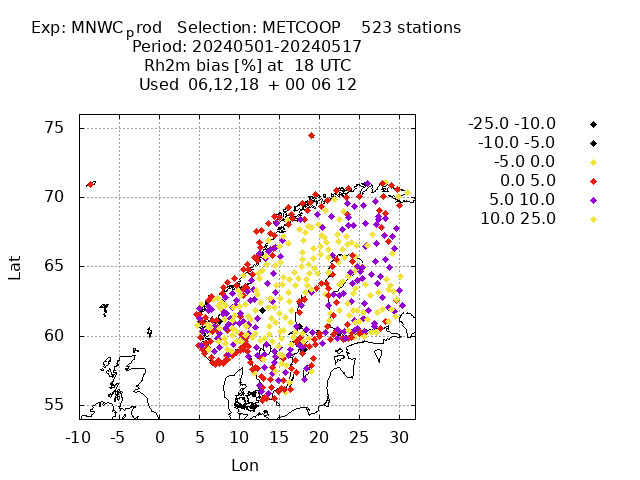 Exp: MNWC_prod   Selection: METCOOP    523 stations
Period: 20240501-20240517
Rh2m bias [%] at  18 UTC
Used  06,12,18  + 00 06 12
-25.0 -10.0
-10.0 -5.0
-5.0 0.0
0.0 5.0
5.0 10.0
10.0 25.0
75
70
65
60
55
Lat
-10 -5 0 5 10 15 20 25 30
Lon